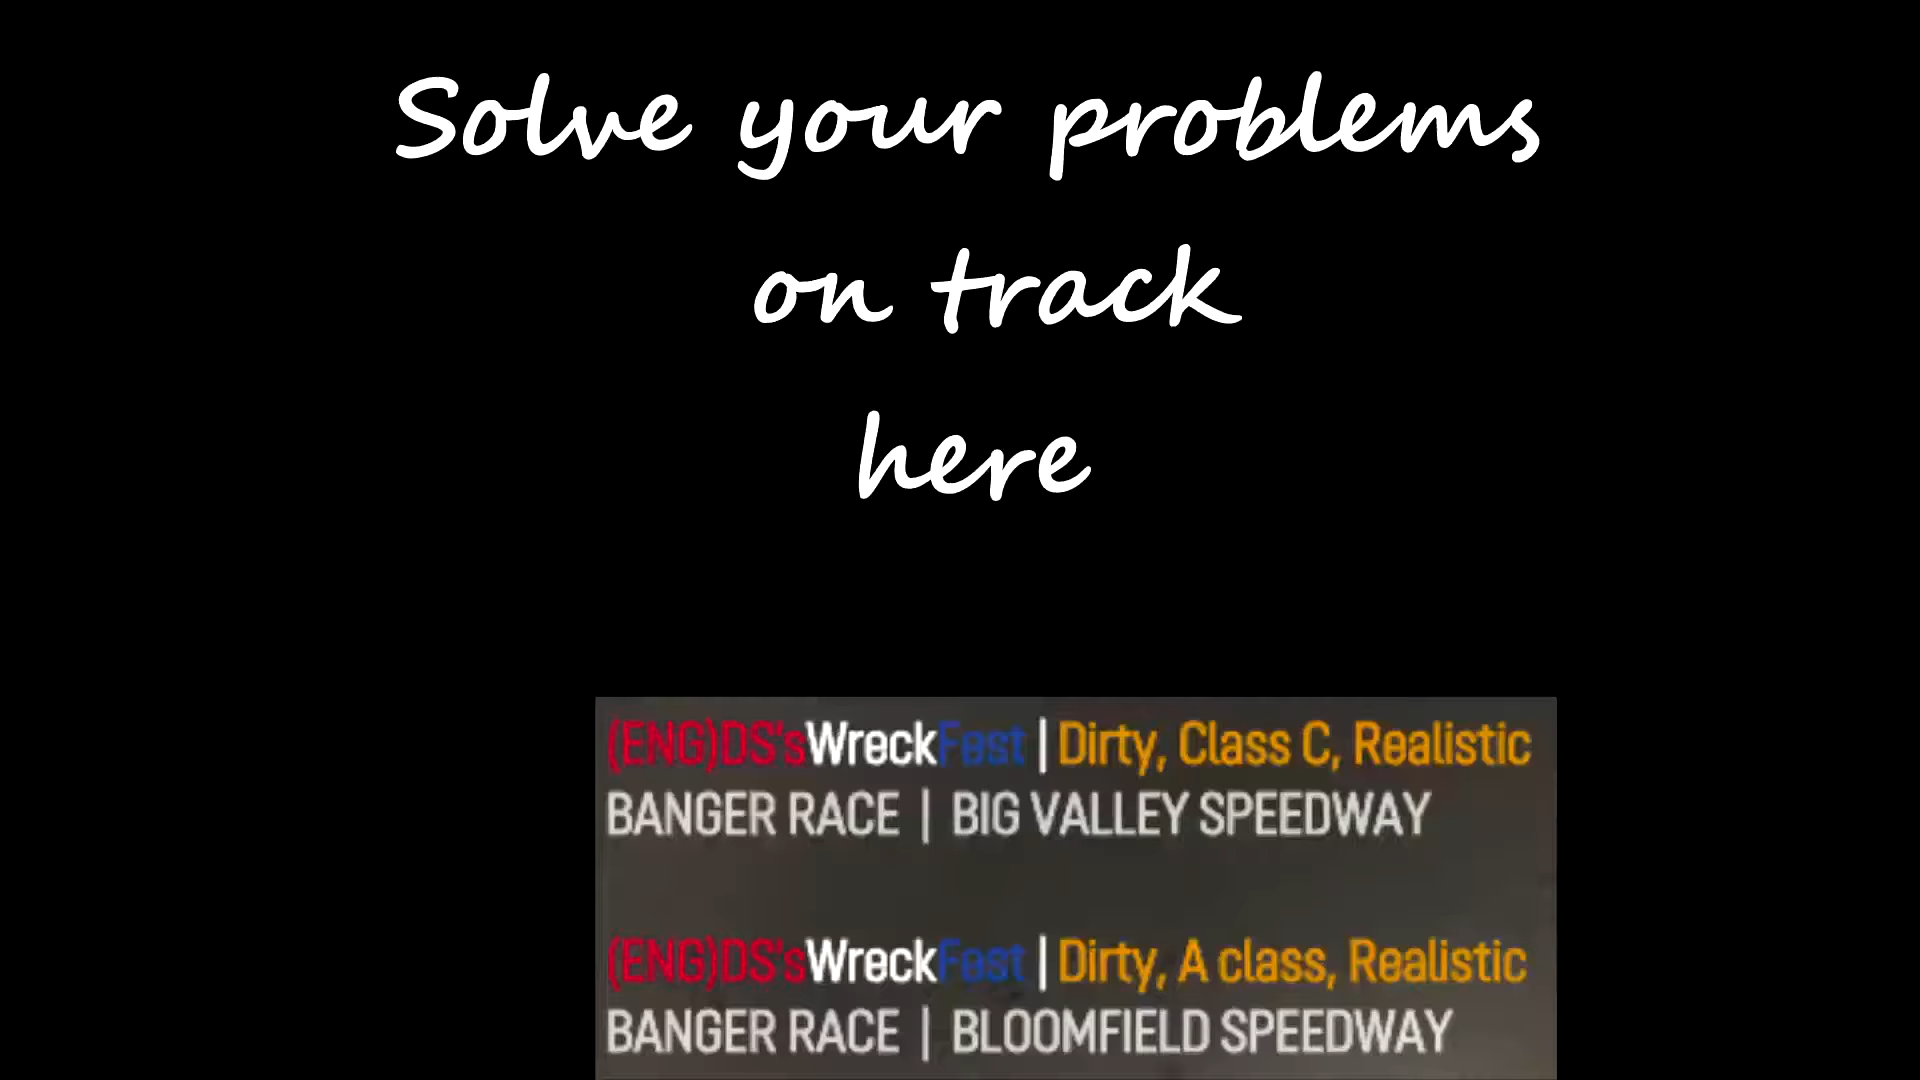 Solve your problems
on track
here
(ENG)DS'sWreckFest | Dirty, Class C, Realistic
BANGER RACE | BIG VALLEY SPEEDWAY
(ENG)DS'sWreckFest | Dirty, A class, Realistic
BANGER RACE | BLOOMFIELD SPEEDWAY